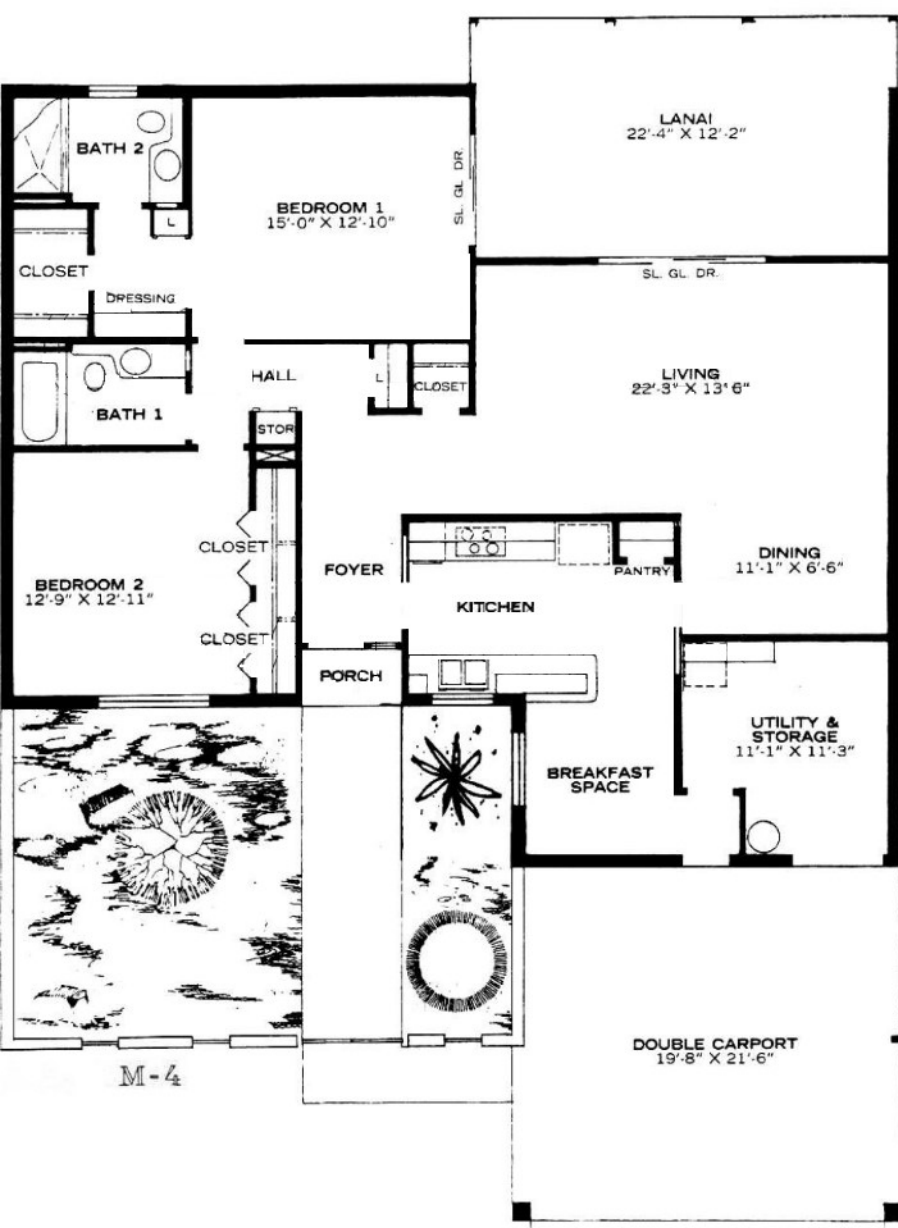 LANAI
22'-4" X 12'-2"
BATH 2
BEDROOM 1
15'-0" X 12'-10"
SL. GL. DR.
L
CLOSET
SL. GL. DR.
DRESSING
HALL
L
CLOSET
LIVING
22'-3" X 13'6"
BATH 1
STOR
CLOSET
DINING
11'-1" X 6'-6"
FOYER
PANTRY
BEDROOM 2
12'-9" X 12'-11"
KITCHEN
CLOSET
PORCH
UTILITY &
STORAGE
11'-1" X 11'-3"
BREAKFAST
SPACE
DOUBLE CARPORT
19'-8" X 21'-6"
M-4